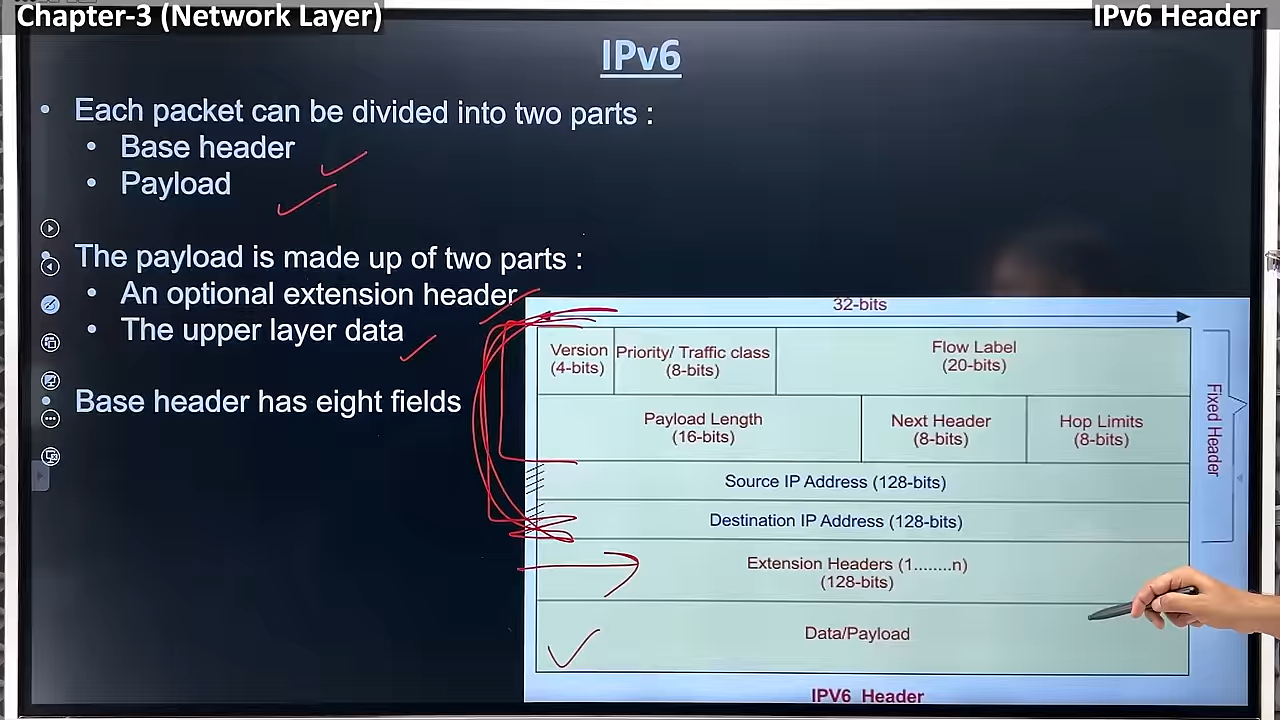 Chapter-3 (Network Layer)
IPv6 Header
IPv6
• Each packet can be divided into two parts :
• Base header
• Payload
• The payload is made up of two parts :
• An optional extension header
• The upper layer data
• Base header has eight fields
32-bits
Version
(4-bits)
Priority/ Traffic class
(8-bits)
Flow Label
(20-bits)
Payload Length
(16-bits)
Next Header
(8-bits)
Hop Limits
(8-bits)
Source IP Address (128-bits)
Destination IP Address (128-bits)
Extension Headers (1........n)
(128-bits)
Data/Payload
Fixed Header
IPV6 Header